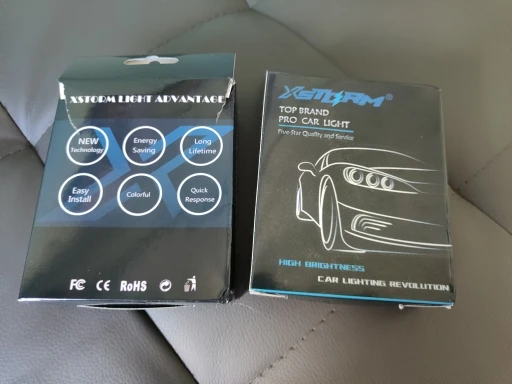 XSTORM LIGHT ADVANTAGE
NEW
Technology
Energy
Saving
Long
Lifetime
Easy
Install
Colorful
Quick
Response
FC CE RoHS
XSTORM®
TOP BRAND
PRO CAR LIGHT
Five-Star Quality and Service
HIGH BRIGHTNESS
CAR LIGHTING REVOLUTION